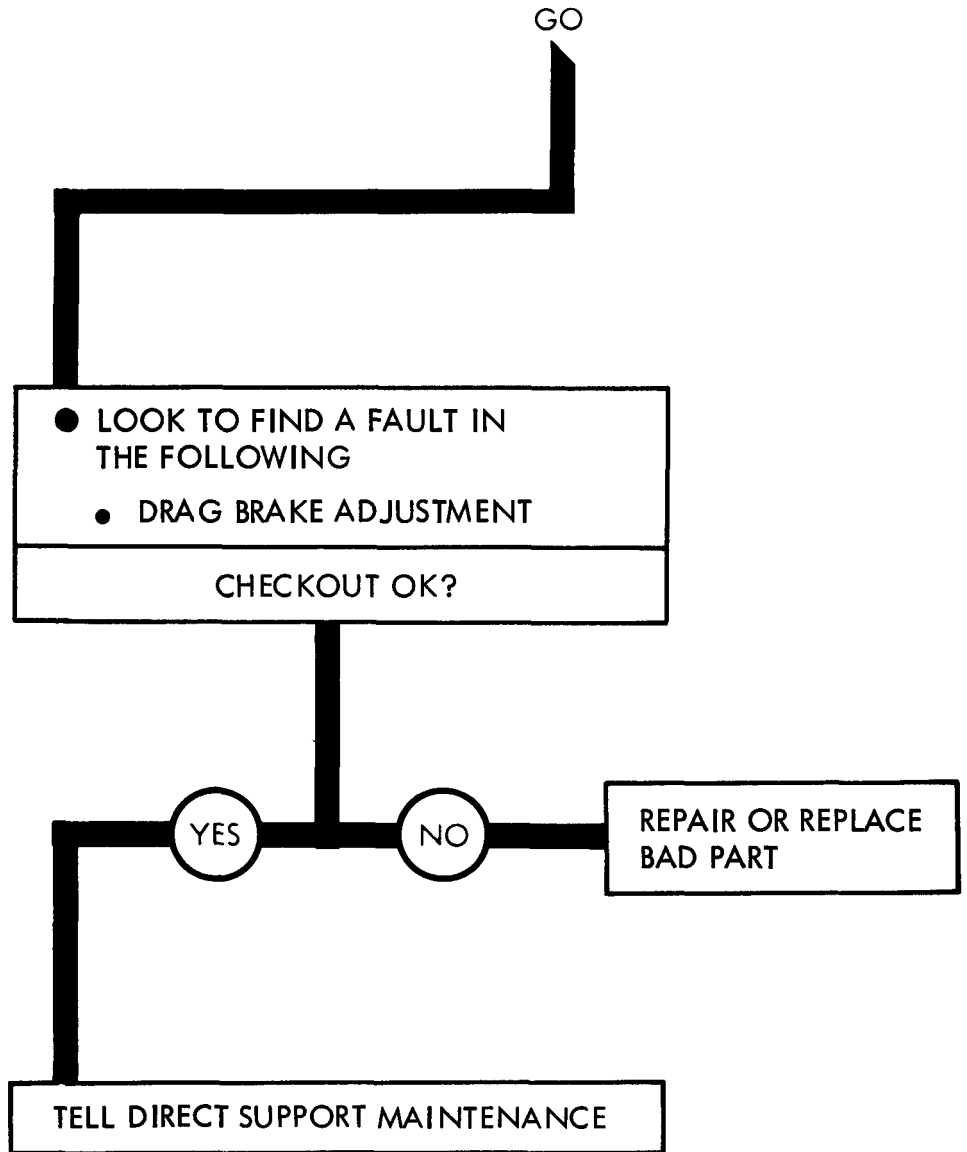 GO
● LOOK TO FIND A FAULT IN
THE FOLLOWING
● DRAG BRAKE ADJUSTMENT
CHECKOUT OK?
YES
NO
REPAIR OR REPLACE
BAD PART
TELL DIRECT SUPPORT MAINTENANCE